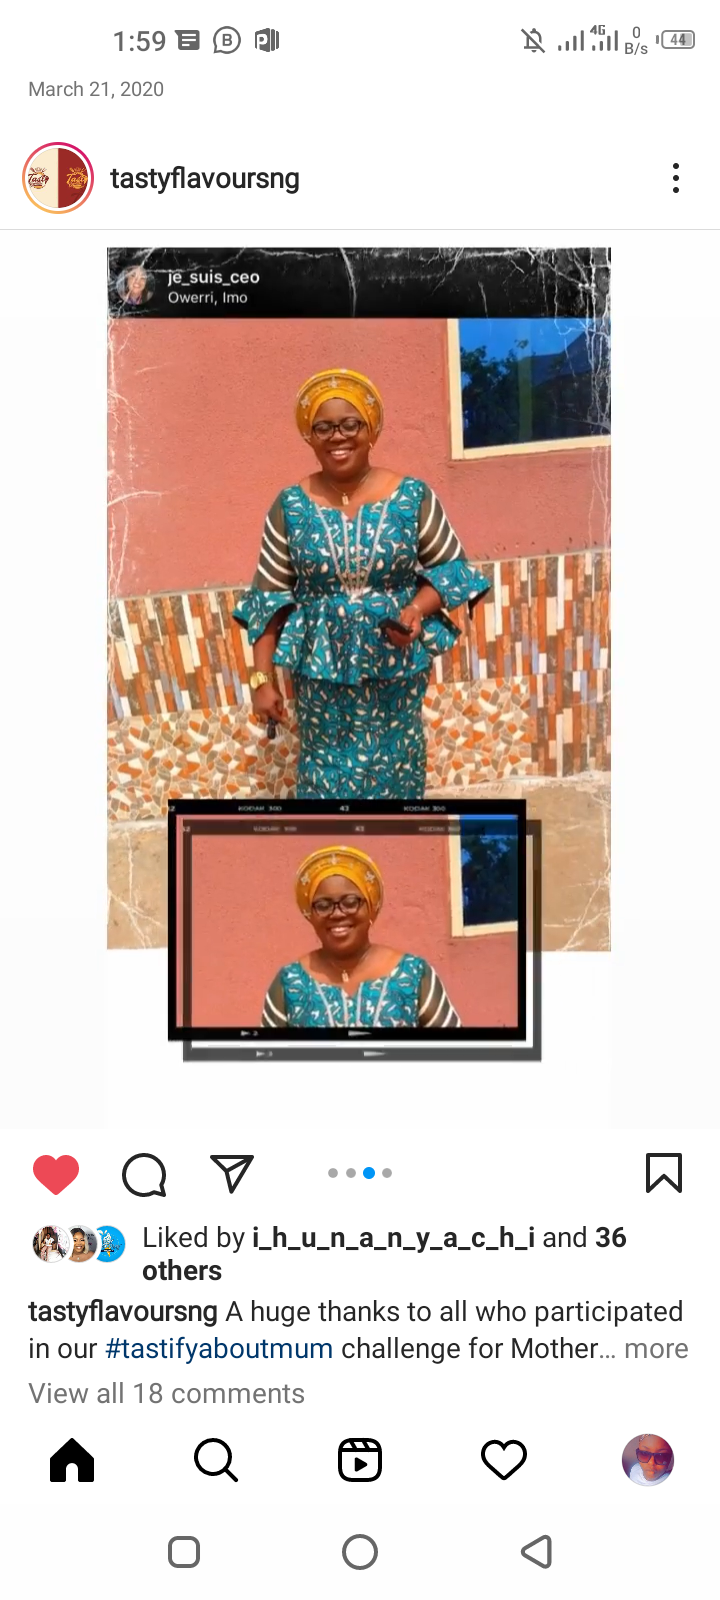 1:59
4G 0 B/s 44
March 21, 2020
Tasty Tasty
tastyflavoursng
je_suis_ceo
Owerri, Imo
KODAK 300 43 KODAK 300
Liked by i_h_u_n_a_n_y_a_c_h_i and 36
others
tastyflavoursng A huge thanks to all who participated
in our #tastifyaboutmum challenge for Mother... more
View all 18 comments